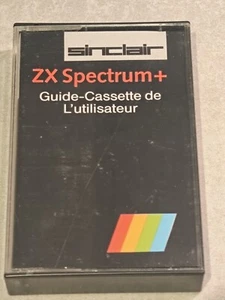 sinclair
ZX Spectrum+
Guide-Cassette de
L'utilisateur